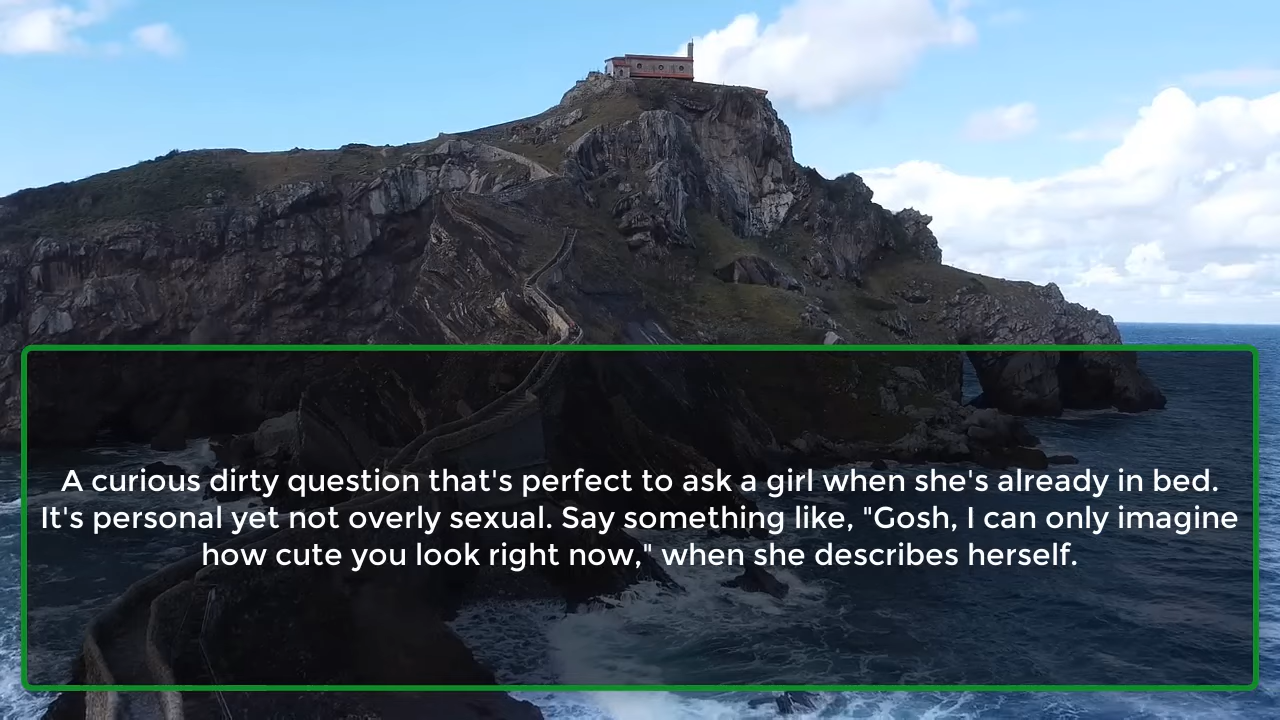 A curious dirty question that's perfect to ask a girl when she's already in bed.
It's personal yet not overly sexual. Say something like, "Gosh, I can only imagine
how cute you look right now," when she describes herself.